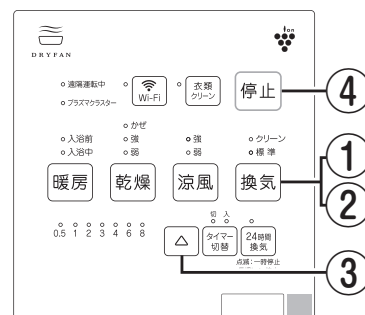 ion
DRYFAN
遠隔運転中
Wi-Fi
衣類
クリーン
停止
④
プラズマクラスター
かぜ
入浴前
強
強
クリーン
入浴中
弱
弱
標準
①
暖房
乾燥
涼風
換気
②
切 入
0.5 1 2 3 4 6 8
△
タイマー
切替
24時間
換気
点滅:一時停止
③